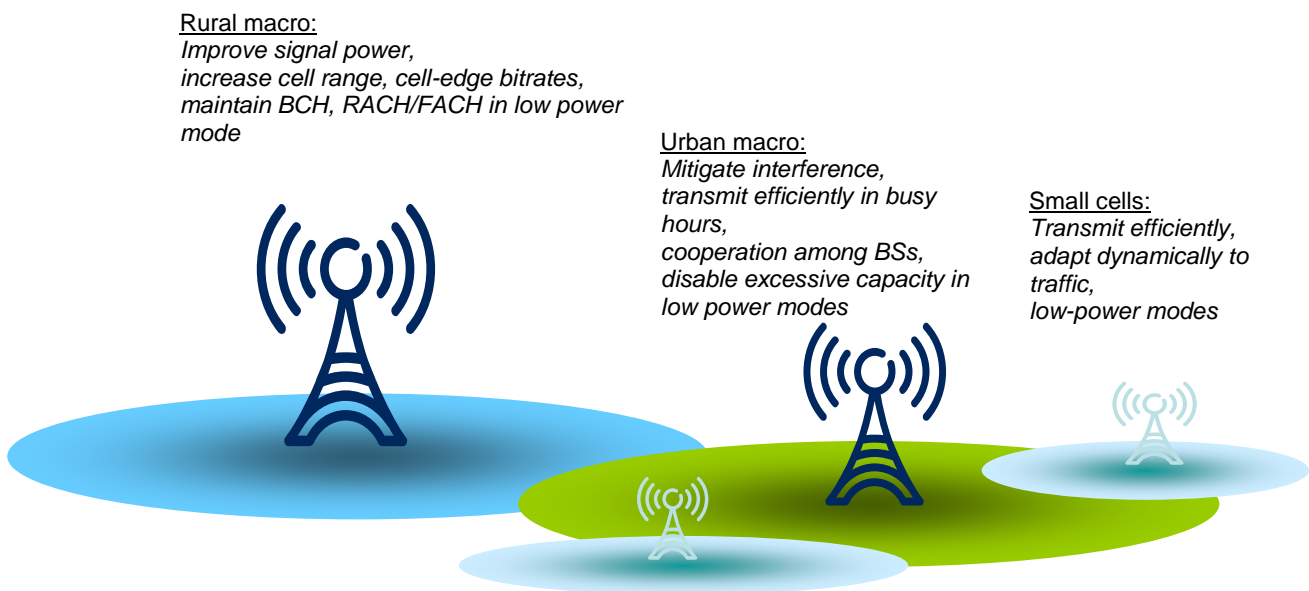 Rural macro:
Improve signal power,
increase cell range, cell-edge bitrates,
maintain BCH, RACH/FACH in low power
mode
Urban macro:
Mitigate interference,
transmit efficiently in busy
hours,
cooperation among BSs,
disable excessive capacity in
low power modes
Small cells:
Transmit efficiently,
adapt dynamically to
traffic,
low-power modes